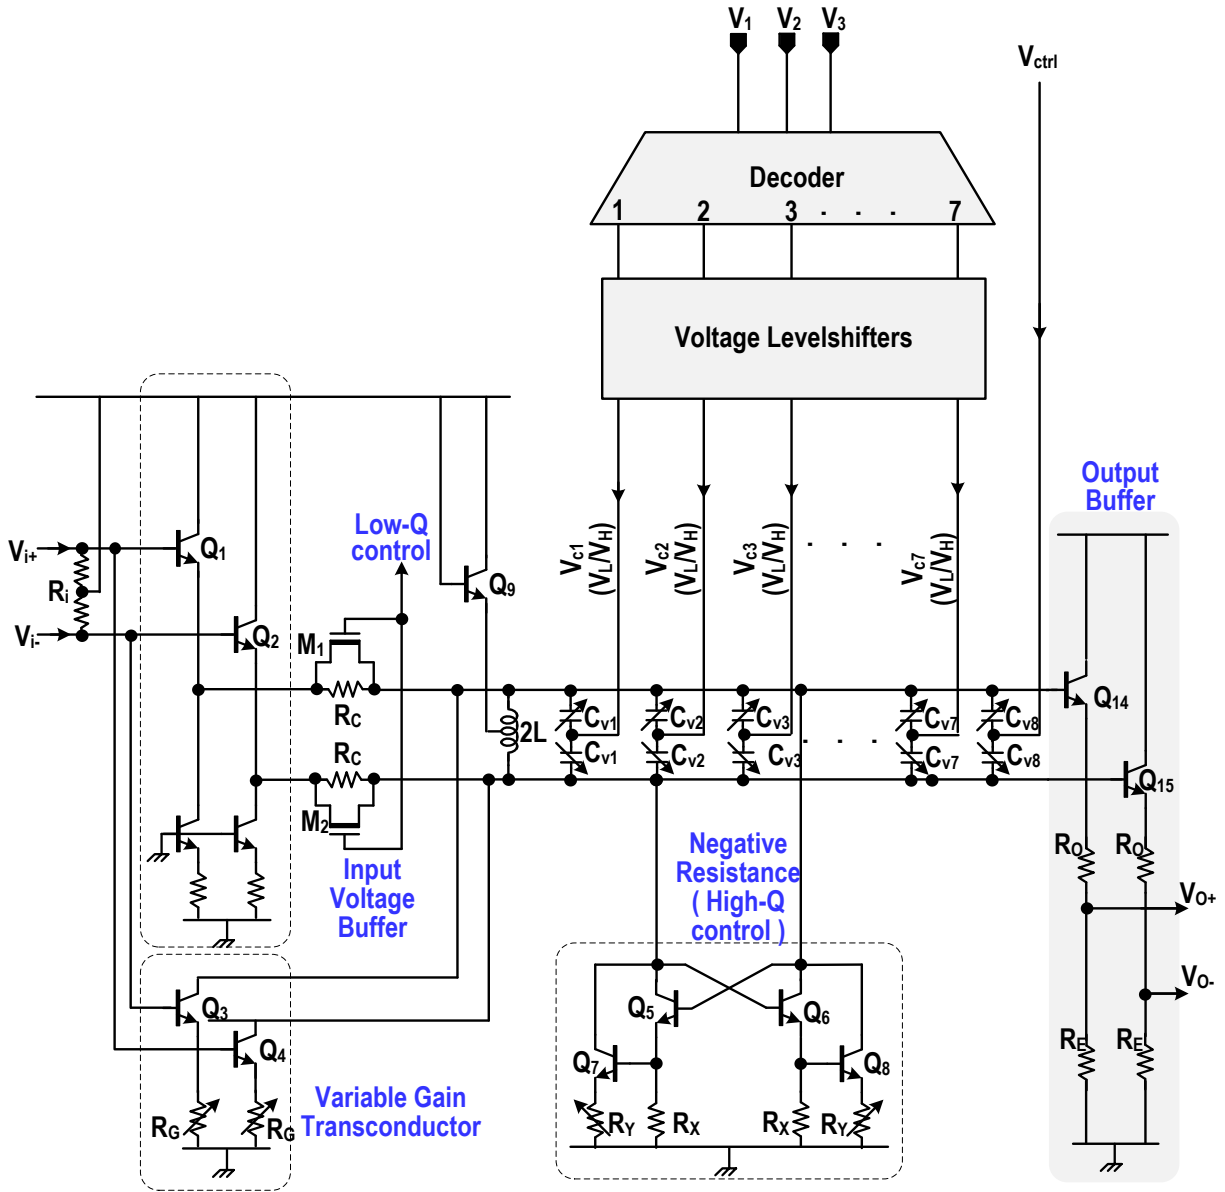 V1 V2 V3
Vctrl
Decoder
1 2 3 - - - 7
Voltage Levelshifters
Output
Buffer
Low-Q
control
Vc1
(VL/VH)
Vc2
(VL/VH)
Vc3
(VL/VH)
Vc7
(VL/VH)
Vi+
Q1
Ri
Q9
Vi-
Q2
M1
Q14
RC
2L
Cv1 Cv2 Cv3 Cv7 Cv8
RC
Cv1 Cv2 Cv3 Cv7 Cv8
Q15
M2
Input
Voltage
Buffer
Negative
Resistance
( High-Q
control )
RO RO
VO+
VO-
Q3
Q5 Q6
Q4
Q7 Q8
RE RE
Variable Gain
Transconductor
RG RG
RY RX RX RY